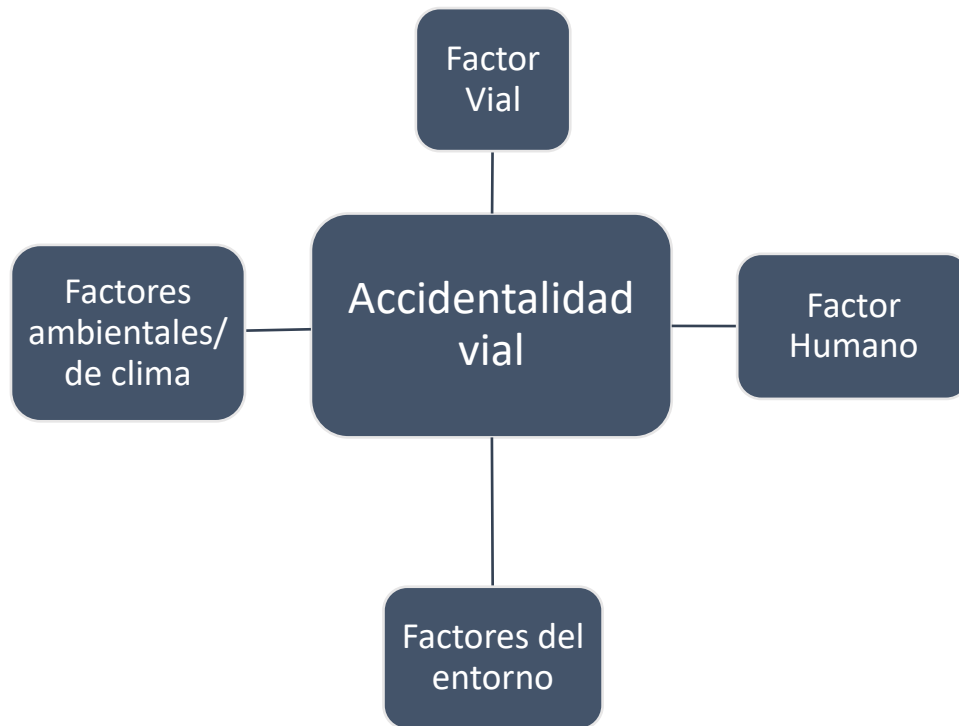 Factor
Vial
Factores
ambientales/
de clima
Accidentalidad
vial
Factor
Humano
Factores del
entorno